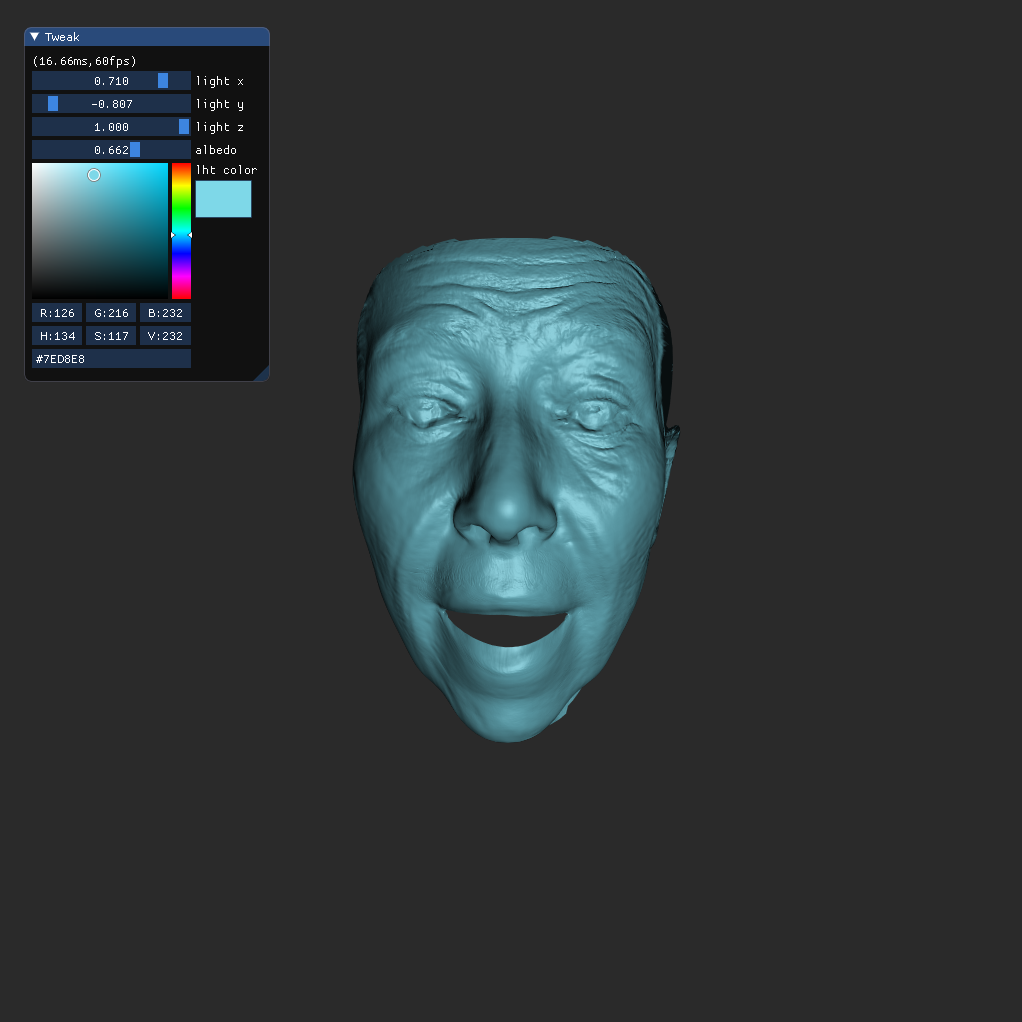 Tweak
(16.66ms,60fps)
0.710 light x
-0.807 light y
1.000 light z
0.662 albedo
lht color
R:126 G:216 B:232
H:134 S:117 V:232
#7ED8E8